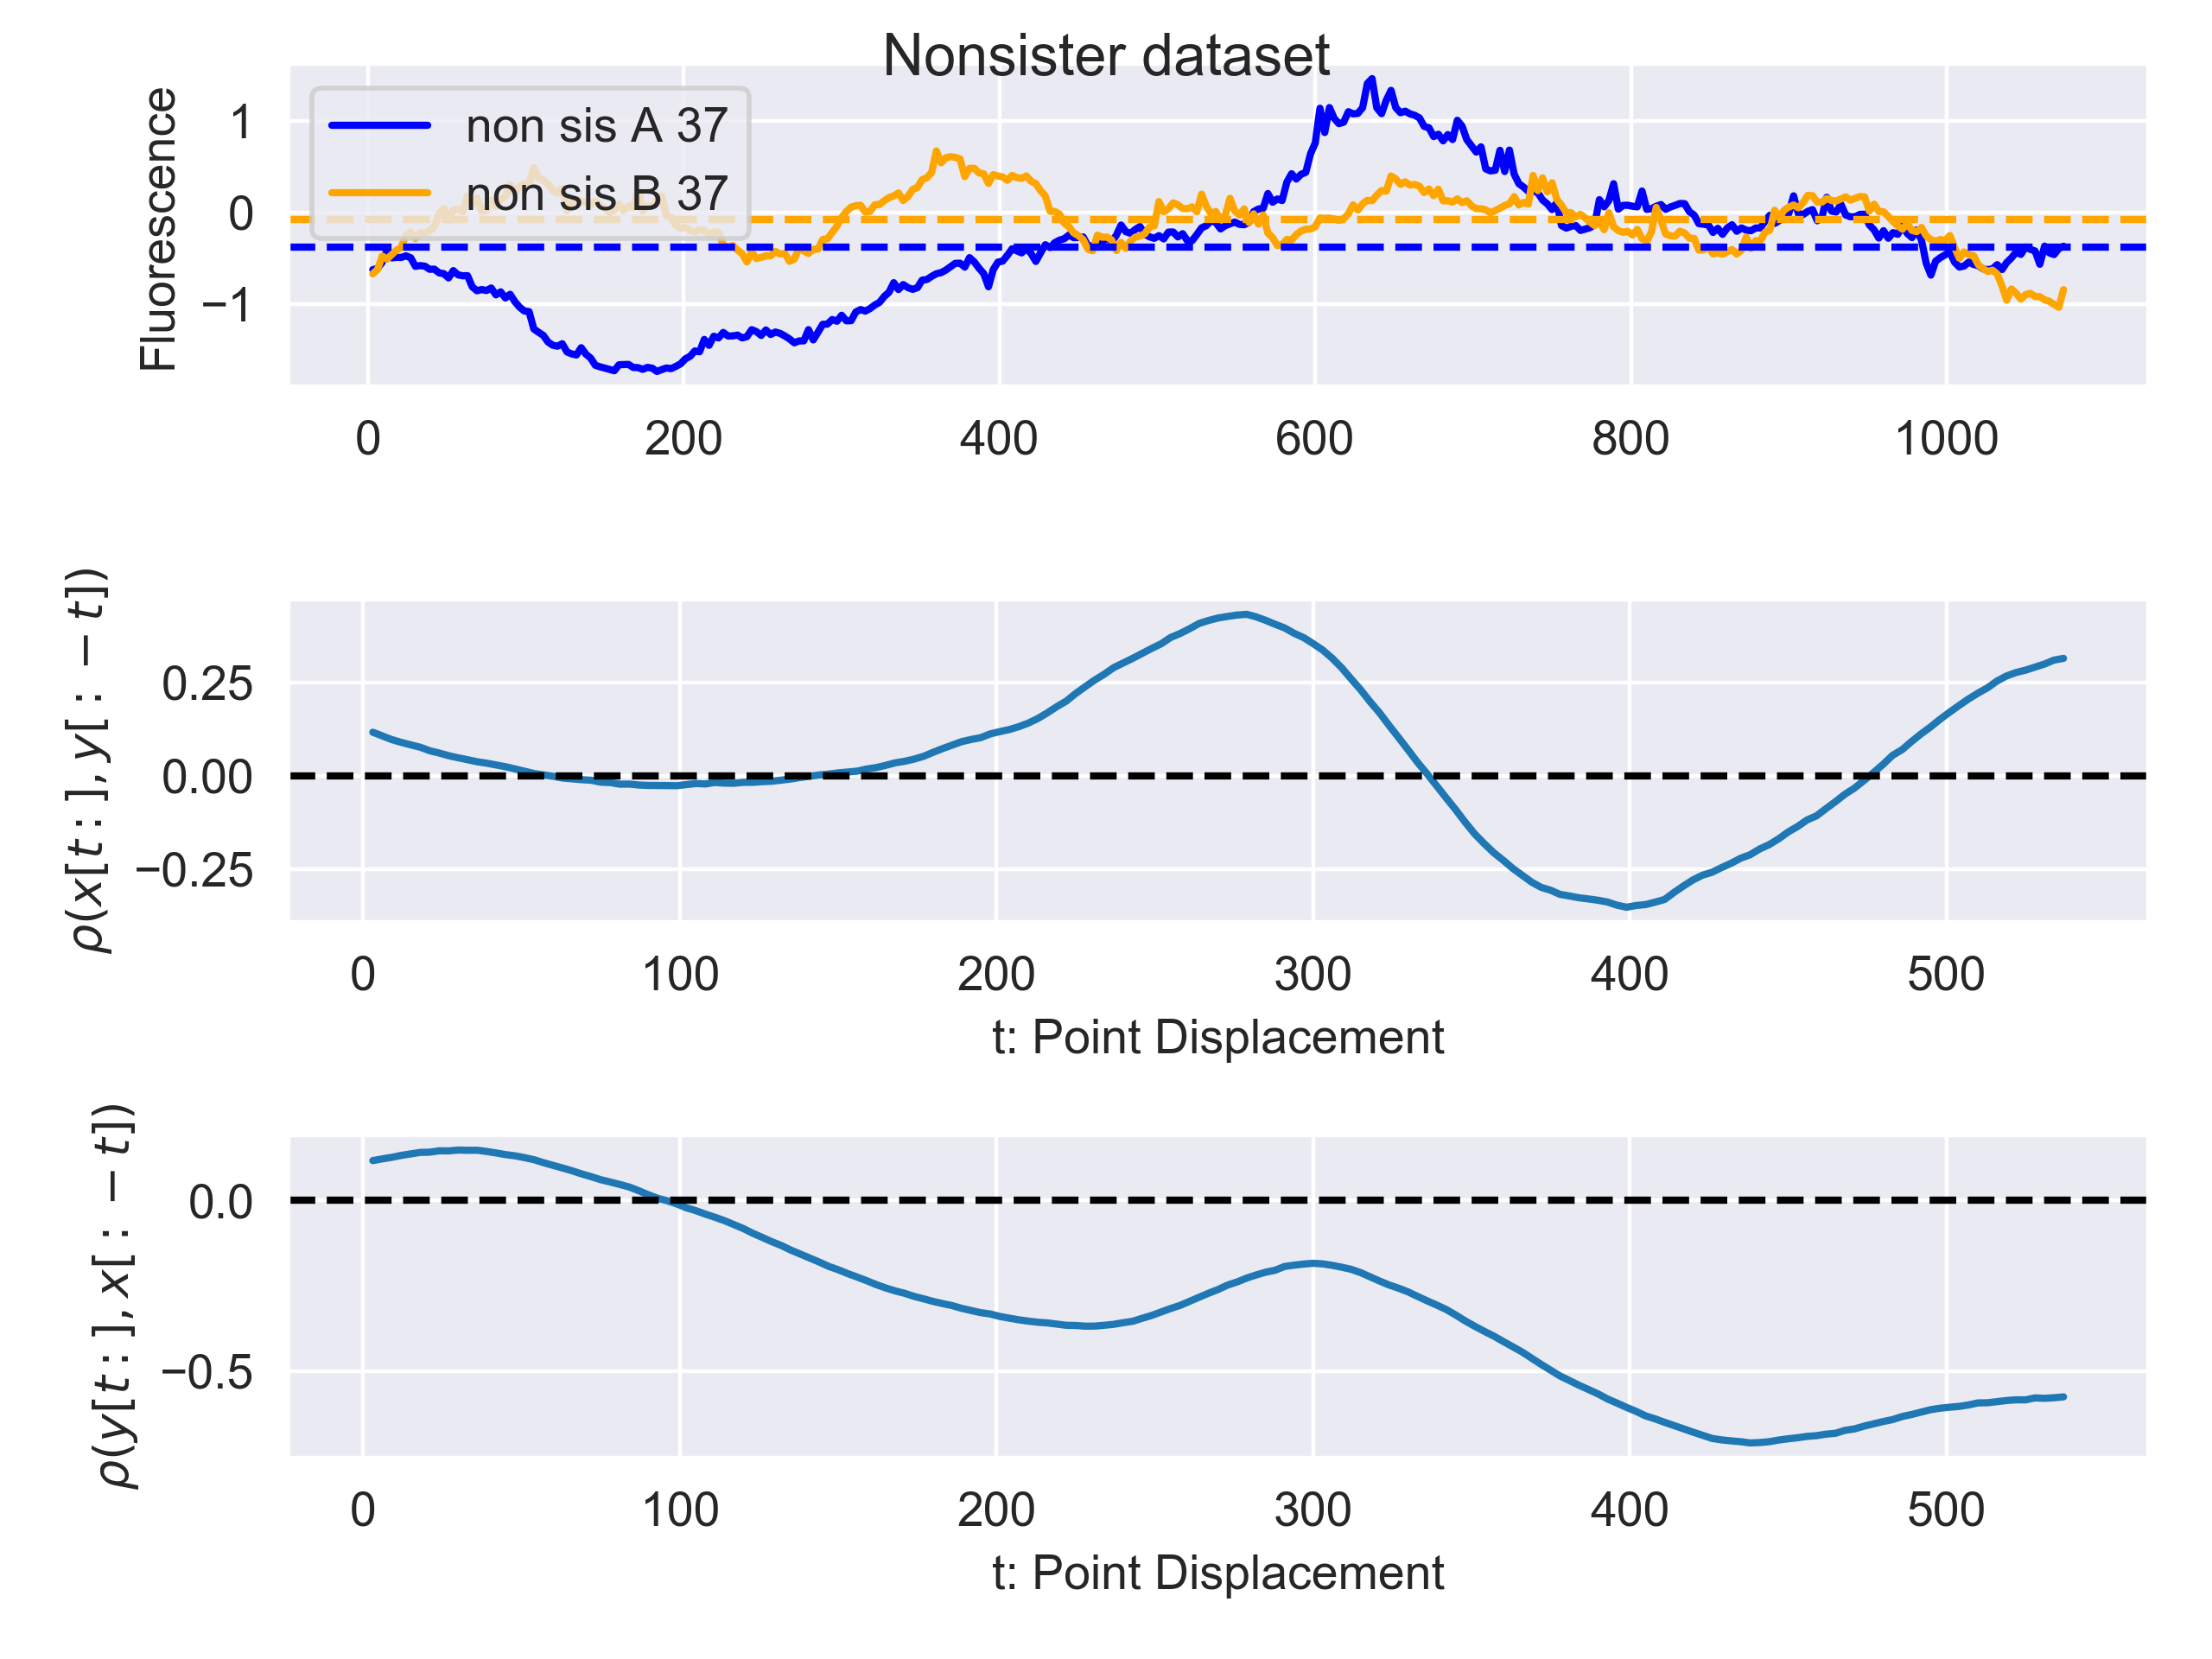 Nonsister dataset
Fluorescence
1
0
−1
non sis A 37
non sis B 37
0 200 400 600 800 1000
ρ(x[t:], y[: −t])
0.25
0.00
−0.25
0 100 200 300 400 500
t: Point Displacement
ρ(y[t:], x[: −t])
0.0
−0.5
0 100 200 300 400 500
t: Point Displacement